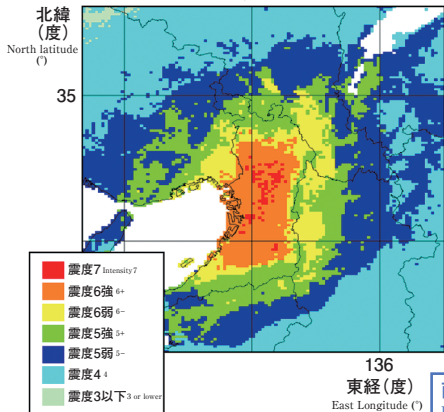 北緯
（度）
North latitude
(°)
35
震度7 Intensity7
震度6強 6+
震度6弱 6-
震度5強 5+
震度5弱 5-
震度4 4
震度3以下 3 or lower
136
東経（度）
East Longitude (°)